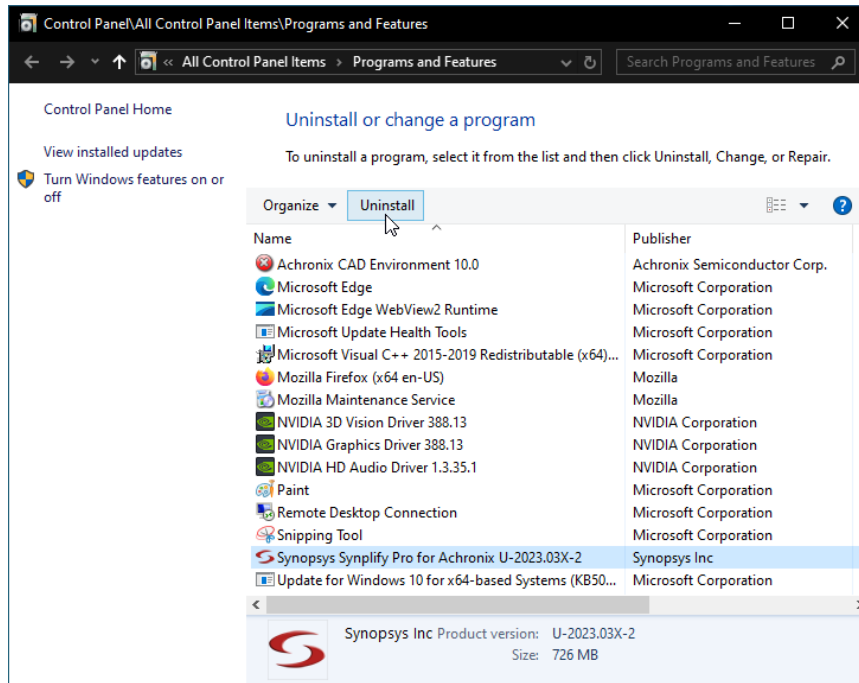 Control Panel\All Control Panel Items\Programs and Features
« All Control Panel Items > Programs and Features
Search Programs and Features
Control Panel Home
Uninstall or change a program
View installed updates
To uninstall a program, select it from the list and then click Uninstall, Change, or Repair.
Turn Windows features on or
off
Organize Uninstall
Name Publisher
Achronix CAD Environment 10.0 Achronix Semiconductor Corp.
Microsoft Edge Microsoft Corporation
Microsoft Edge WebView2 Runtime Microsoft Corporation
Microsoft Update Health Tools Microsoft Corporation
Microsoft Visual C++ 2015-2019 Redistributable (x64)... Microsoft Corporation
Mozilla Firefox (x64 en-US) Mozilla
Mozilla Maintenance Service Mozilla
NVIDIA 3D Vision Driver 388.13 NVIDIA Corporation
NVIDIA Graphics Driver 388.13 NVIDIA Corporation
NVIDIA HD Audio Driver 1.3.35.1 NVIDIA Corporation
Paint Microsoft Corporation
Remote Desktop Connection Microsoft Corporation
Snipping Tool Microsoft Corporation
Synopsys Synplify Pro for Achronix U-2023.03X-2 Synopsys Inc
Update for Windows 10 for x64-based Systems (KB50... Microsoft Corporation
Synopsys Inc Product version: U-2023.03X-2
Size: 726 MB